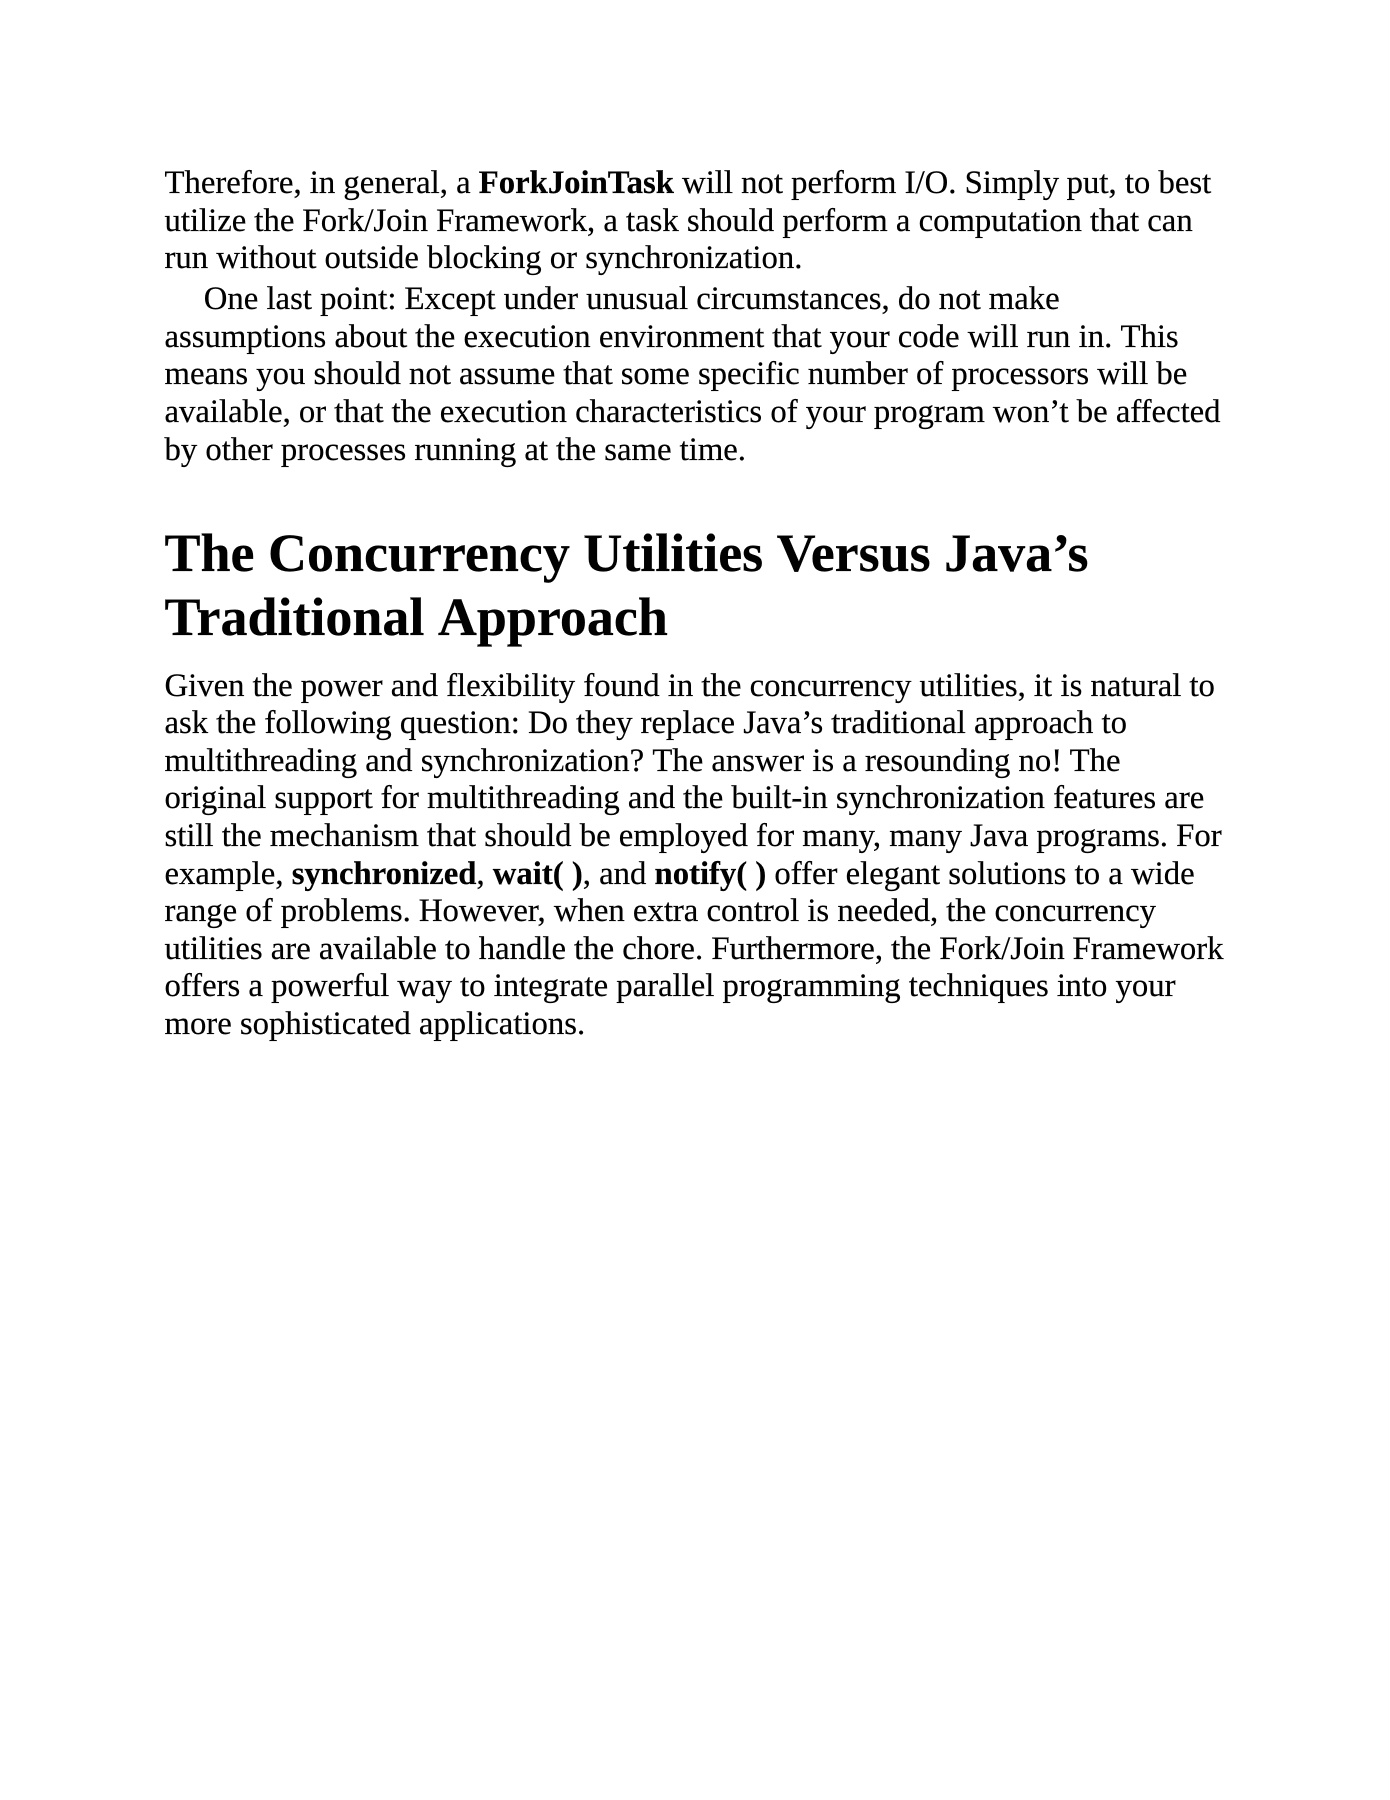 Therefore, in general, a ForkJoinTask will not perform I/O. Simply put, to best
utilize the Fork/Join Framework, a task should perform a computation that can
run without outside blocking or synchronization.
One last point: Except under unusual circumstances, do not make
assumptions about the execution environment that your code will run in. This
means you should not assume that some specific number of processors will be
available, or that the execution characteristics of your program won’t be affected
by other processes running at the same time.
The Concurrency Utilities Versus Java’s
Traditional Approach
Given the power and flexibility found in the concurrency utilities, it is natural to
ask the following question: Do they replace Java’s traditional approach to
multithreading and synchronization? The answer is a resounding no! The
original support for multithreading and the built-in synchronization features are
still the mechanism that should be employed for many, many Java programs. For
example, synchronized, wait( ), and notify( ) offer elegant solutions to a wide
range of problems. However, when extra control is needed, the concurrency
utilities are available to handle the chore. Furthermore, the Fork/Join Framework
offers a powerful way to integrate parallel programming techniques into your
more sophisticated applications.